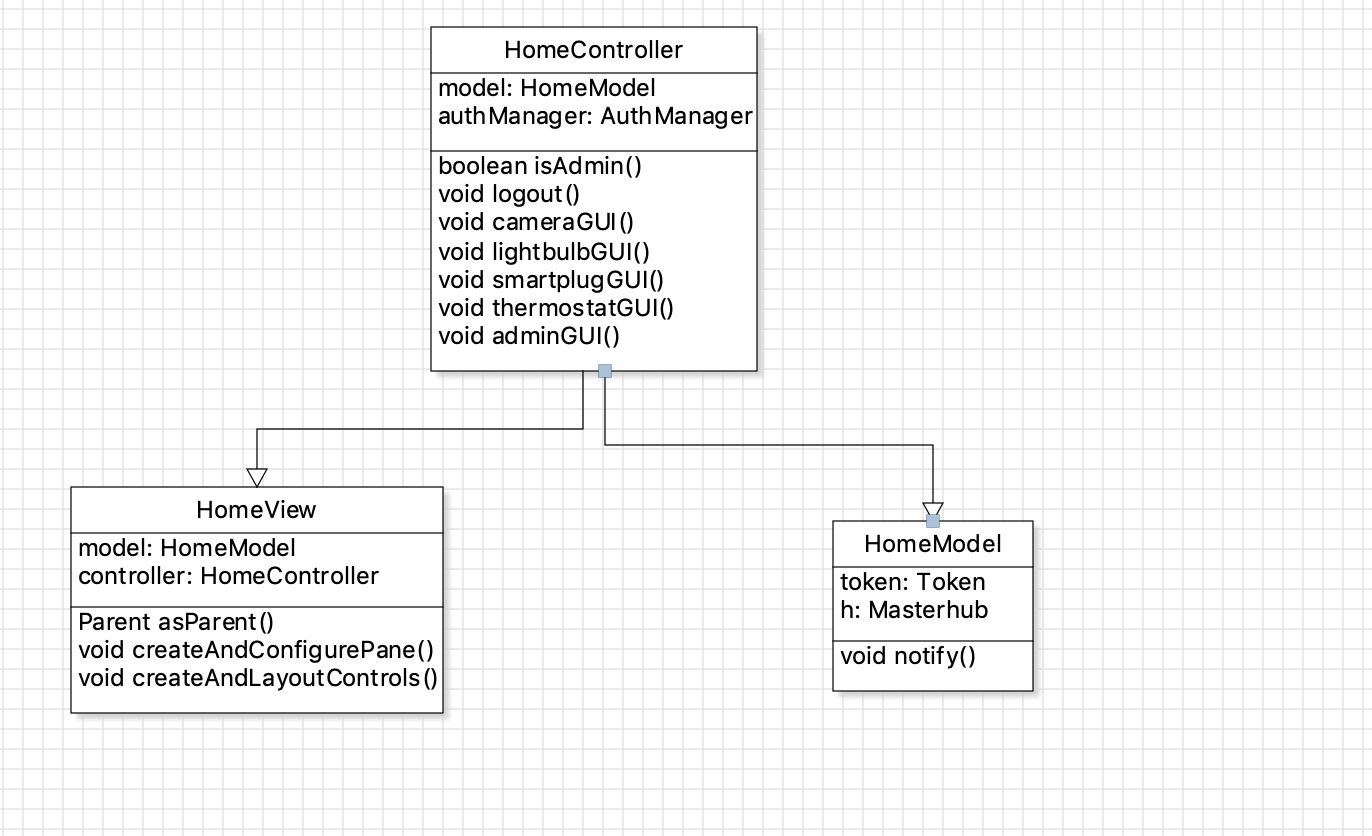 HomeController
model: HomeModel
authManager: AuthManager
boolean isAdmin()
void logout()
void cameraGUI()
void lightbulbGUI()
void smartplugGUI()
void thermostatGUI()
void adminGUI()
HomeView
model: HomeModel
controller: HomeController
Parent asParent()
void createAndConfigurePane()
void createAndLayoutControls()
HomeModel
token: Token
h: Masterhub
void notify()